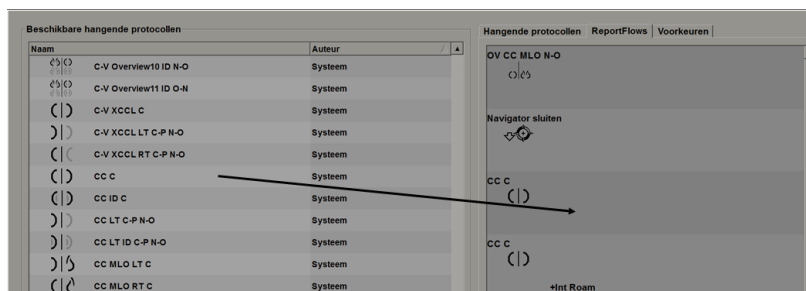 Beschikbare hangende protocollen
Naam Auteur
C-V Overview10 ID N-O Systeem
C-V Overview11 ID O-N Systeem
C-V XCCL C Systeem
C-V XCCL LT C-P N-O Systeem
C-V XCCL RT C-P N-O Systeem
CC C Systeem
CC ID C Systeem
CC LT C-P N-O Systeem
CC LT ID C-P N-O Systeem
CC MLO LT C Systeem
CC MLO RT C Systeem
Hangende protocollen ReportFlows Voorkeuren
OV CC MLO N-O
Navigator sluiten
CC C
CC C
+Int Roam